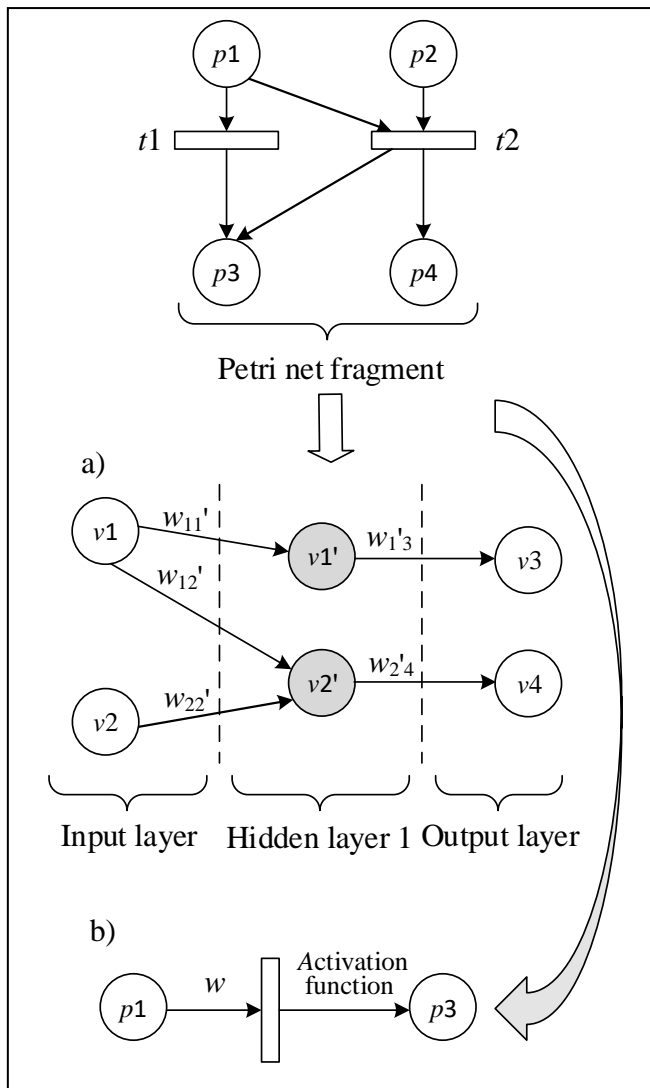 p1 p2
t1 t2
p3 p4
Petri net fragment
a)
v1 w11' v1' w1'3 v3
w12'
v2 w22' v2' w2'4 v4
Input layer Hidden layer 1 Output layer
b)
p1 w Activation function p3